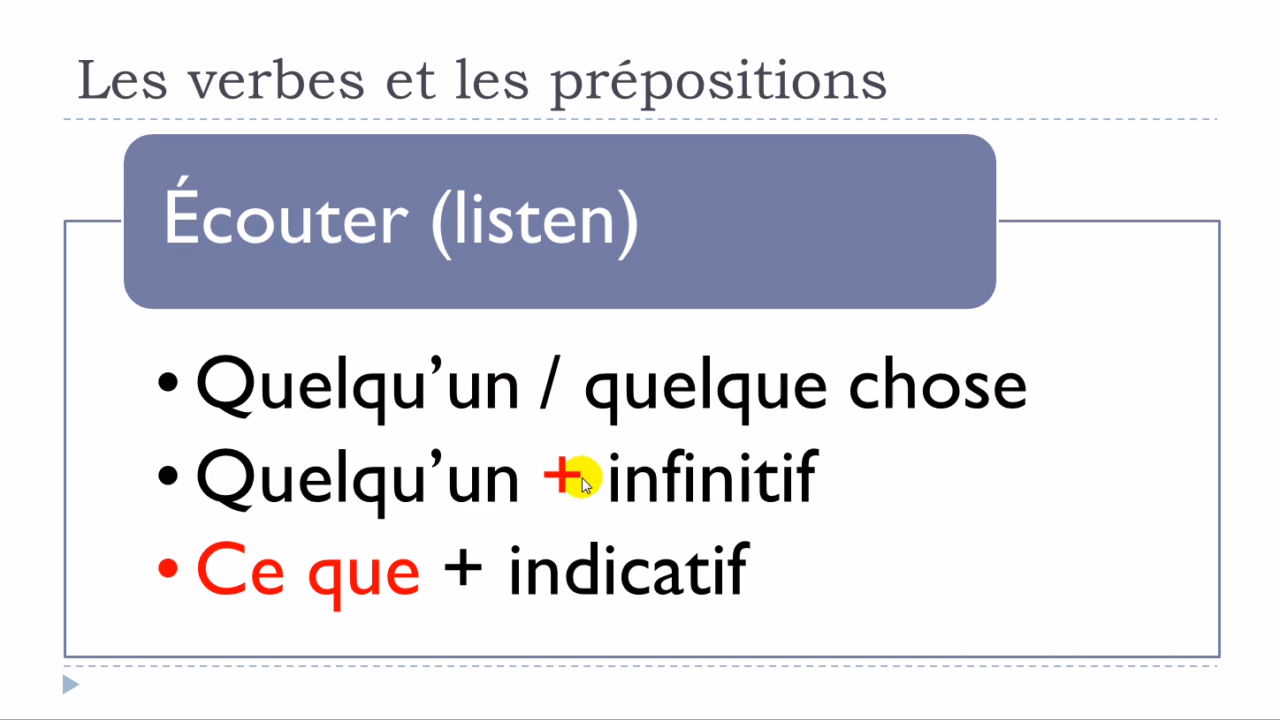 Les verbes et les prépositions
Écouter (listen)
• Quelqu’un / quelque chose
• Quelqu’un + infinitif
• Ce que + indicatif